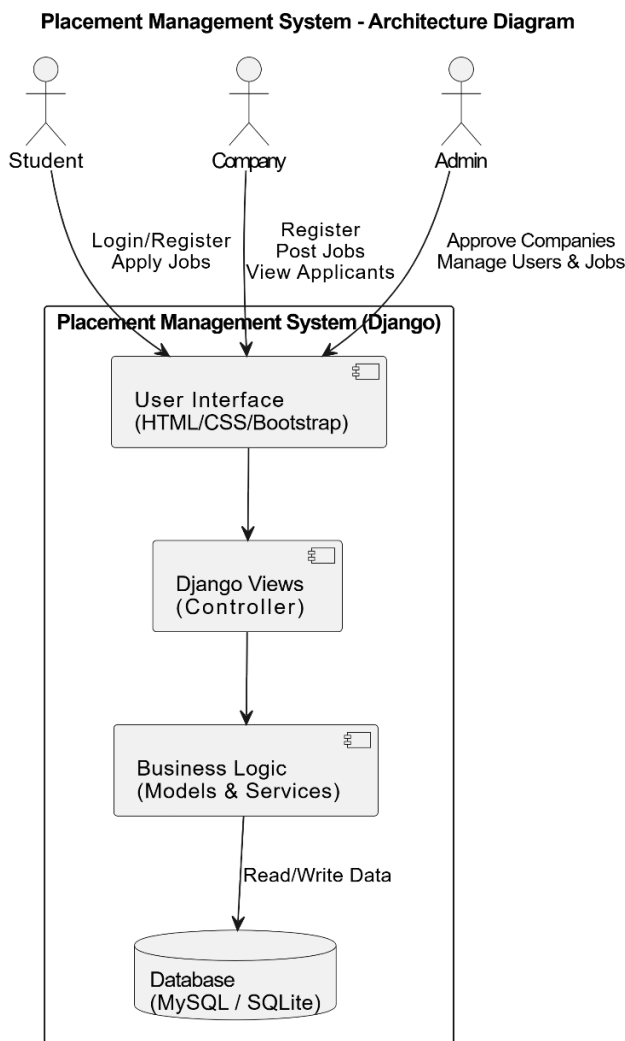 Placement Management System - Architecture Diagram
Student
Company
Admin
Login/Register
Apply Jobs
Register
Post Jobs
View Applicants
Approve Companies
Manage Users & Jobs
Placement Management System (Django)
User Interface
(HTML/CSS/Bootstrap)
Django Views
(Controller)
Business Logic
(Models & Services)
Read/Write Data
Database
(MySQL / SQLite)